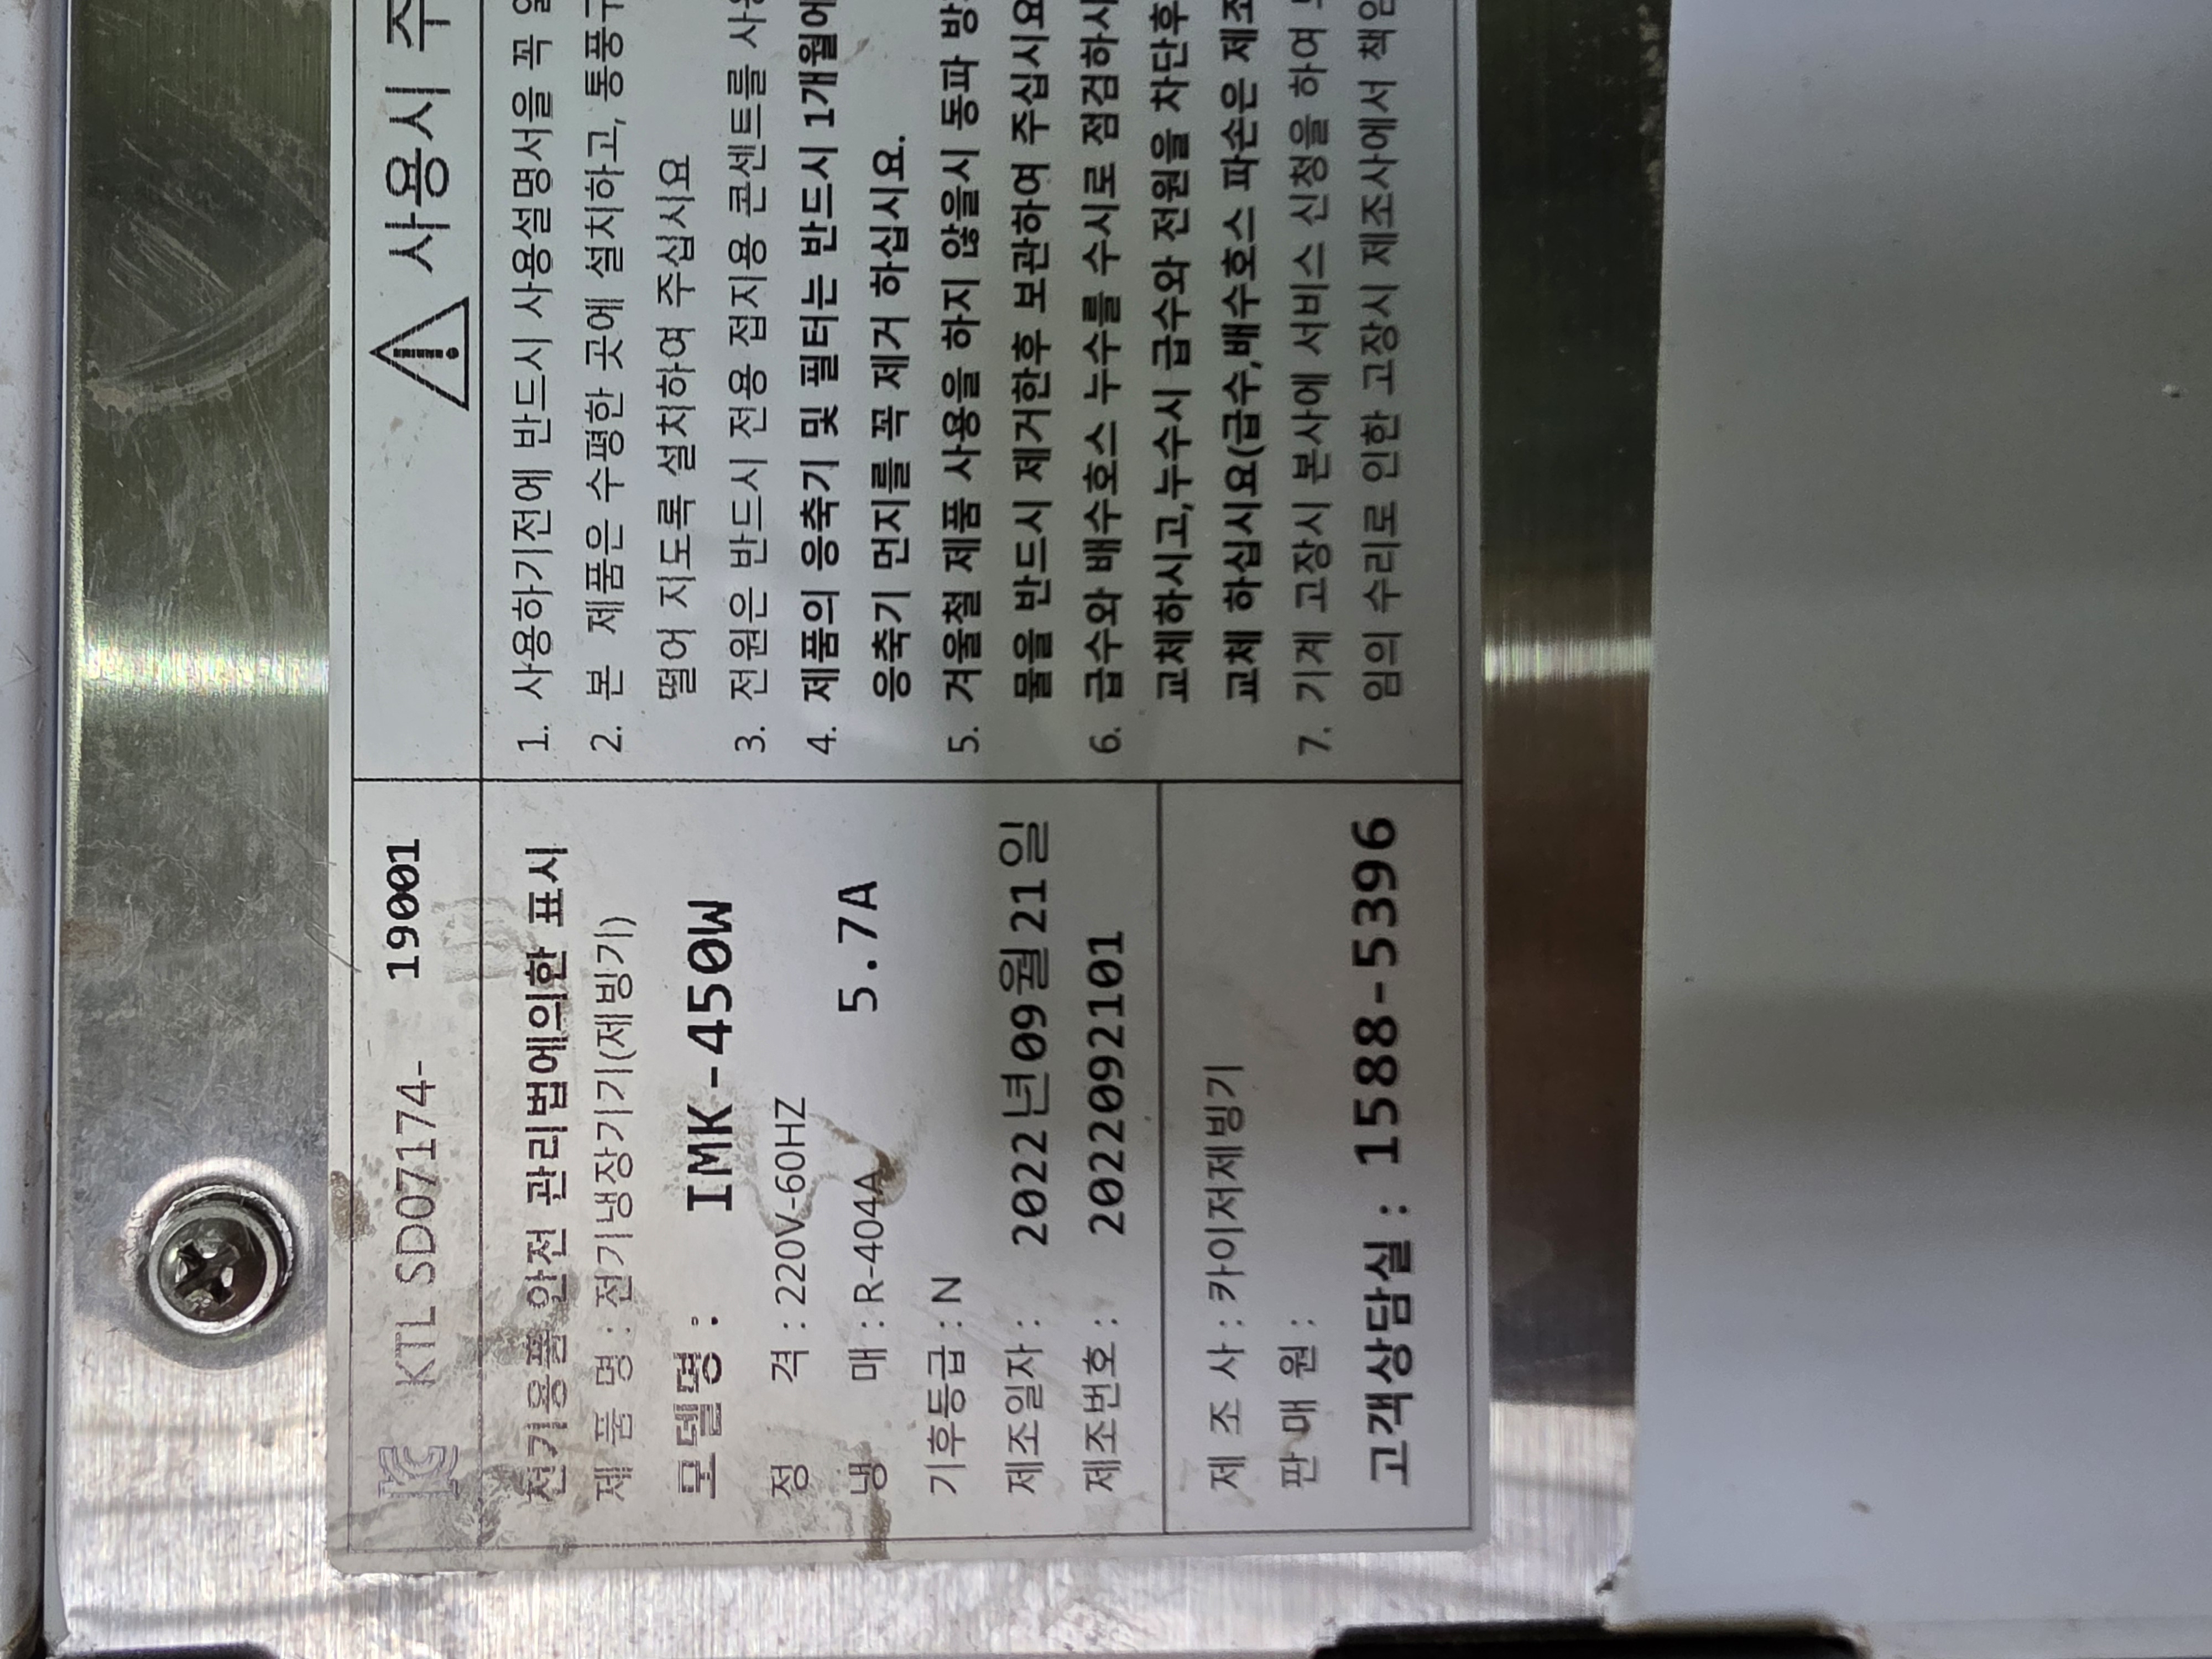 KTL SD07174- 19001
전기용품 안전 관리법에의한 표시
제 품 명 : 전기냉장기기(제빙기)
모델명 : IMK-450W
정 격 : 220V-60HZ
냉 매 : R-404A 5.7A
기후등급 : N
제조일자 : 2022년09월21일
제조번호 : 2022092101
제 조 사 : 카이저제빙기
판 매 원 :
고객상담실 : 1588-5396
사용시 주
1. 사용하기전에 반드시 사용설명서을 꼭
2. 본 제품은 수평한 곳에 설치하고, 통풍구
떨어 지도록 설치하여 주십시요
3. 전원은 반드시 전용 접지용 콘센트를 사용
4. 제품의 응축기 및 필터는 반드시 1개월에
응축기 먼지를 꼭 제거 하십시요.
5. 겨울철 제품 사용을 하지 않을시 동파 방
물을 반드시 제거한후 보관하여 주십시요
6. 급수와 배수호스 누수를 수시로 점검하시
교체하시고,누수시 급수와 전원을 차단후
교체 하십시요(급수,배수호스 파손은 제조
7. 기계 고장시 본사에 서비스 신청을 하여
임의 수리로 인한 고장시 제조사에서 책임